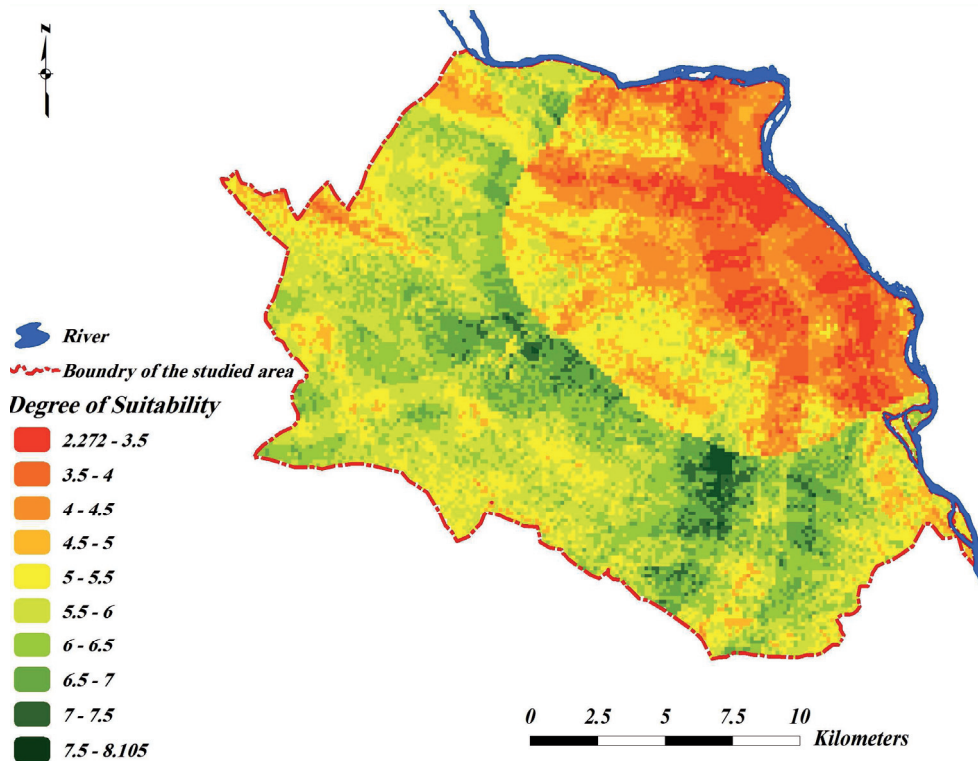 Z
River
Boundry of the studied area
Degree of Suitability
2.272 - 3.5
3.5 - 4
4 - 4.5
4.5 - 5
5 - 5.5
5.5 - 6
6 - 6.5
6.5 - 7
7 - 7.5
7.5 - 8.105
0 2.5 5 7.5 10
Kilometers